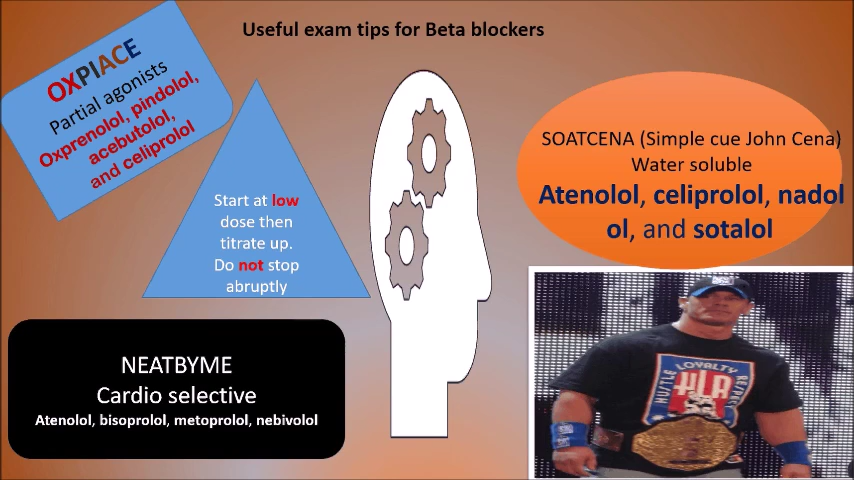 Useful exam tips for Beta blockers
OXPIACE
Partial agonists
Oxprenolol, pindolol,
acebutolol,
and celiprolol
Start at low
dose then
titrate up.
Do not stop
abruptly
SOATCENA (Simple cue John Cena)
Water soluble
Atenolol, celiprolol, nadol
ol, and sotalol
NEATBYME
Cardio selective
Atenolol, bisoprolol, metoprolol, nebivolol
HUSTLE
LOYALTY